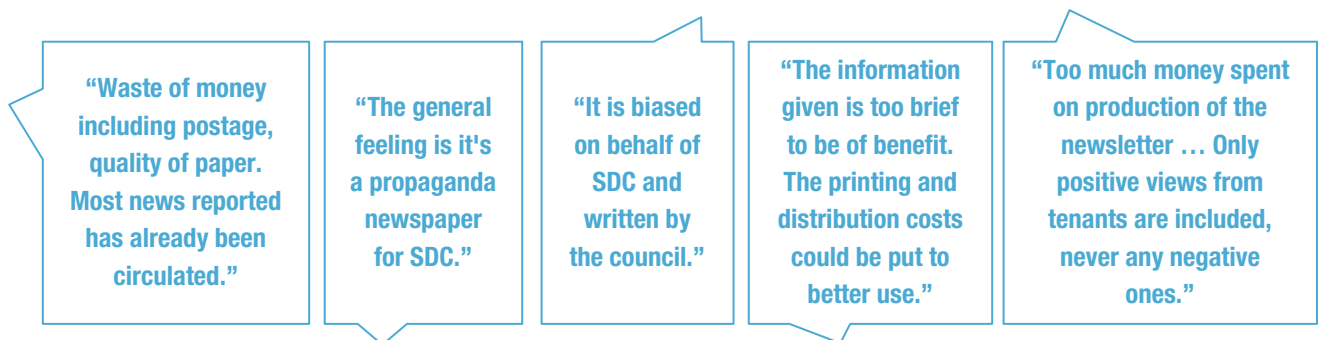 “Waste of money
including postage,
quality of paper.
Most news reported
has already been
circulated.”
“The general
feeling is it's
a propaganda
newspaper
for SDC.”
“It is biased
on behalf of
SDC and
written by
the council.”
“The information
given is too brief
to be of benefit.
The printing and
distribution costs
could be put to
better use.”
“Too much money spent
on production of the
newsletter … Only
positive views from
tenants are included,
never any negative
ones.”